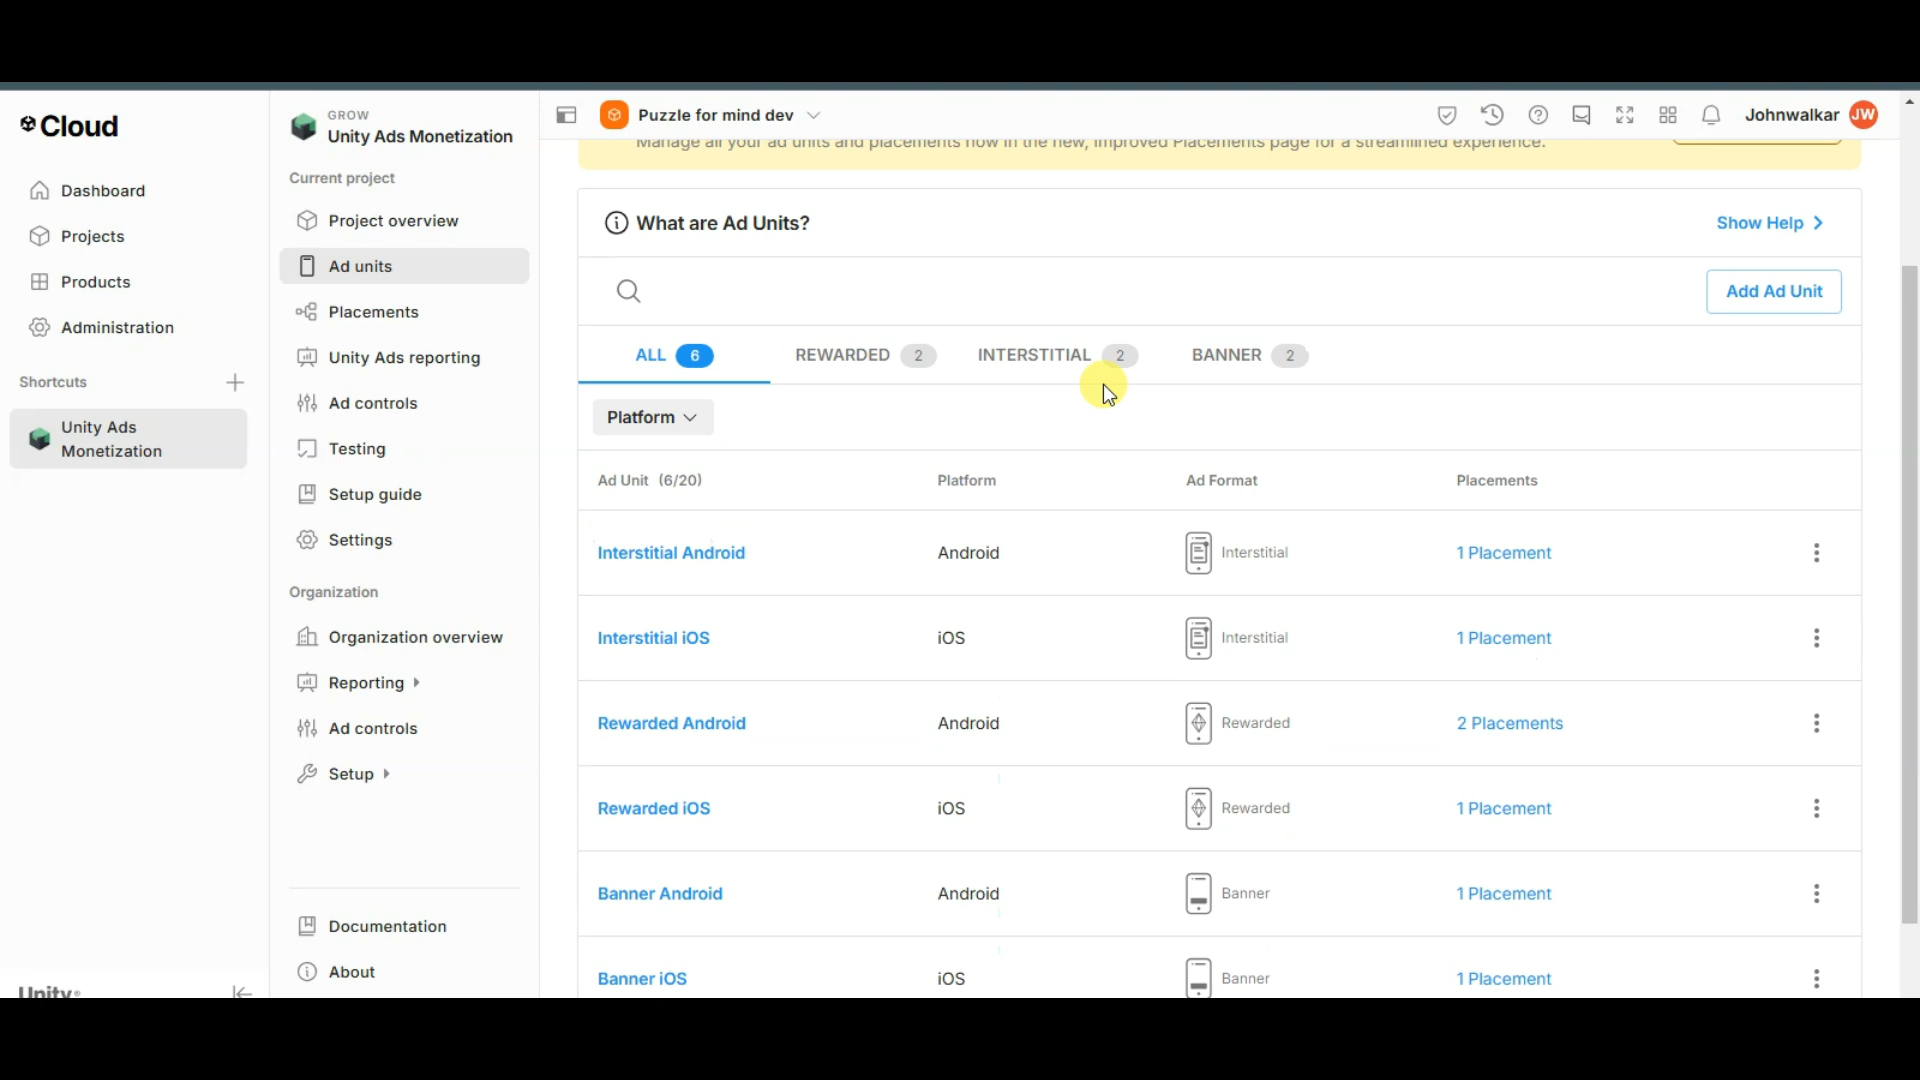 Cloud
Dashboard
Projects
Products
Administration
Shortcuts
Unity Ads
Monetization
Unity
GROW
Unity Ads Monetization
Current project
Project overview
Ad units
Placements
Unity Ads reporting
Ad controls
Testing
Setup guide
Settings
Organization
Organization overview
Reporting
Ad controls
Setup
Documentation
About
Puzzle for mind dev
Johnwalkar JW
Manage all your ad units and placements now in the new, improved Placements page for a streamlined experience.
What are Ad Units?
Show Help
Add Ad Unit
ALL 6 REWARDED 2 INTERSTITIAL 2 BANNER 2
Platform
Ad Unit (6/20) Platform Ad Format Placements
Interstitial Android Android Interstitial 1 Placement
Interstitial iOS iOS Interstitial 1 Placement
Rewarded Android Android Rewarded 2 Placements
Rewarded iOS iOS Rewarded 1 Placement
Banner Android Android Banner 1 Placement
Banner iOS iOS Banner 1 Placement